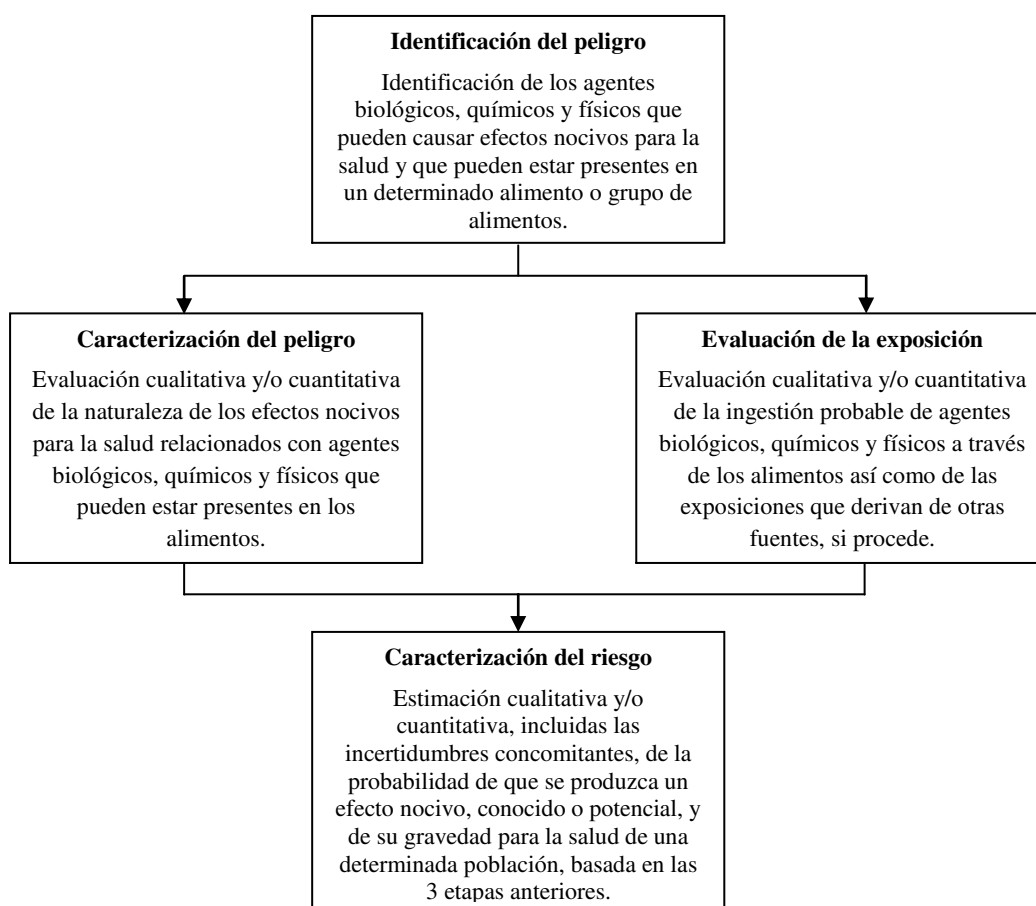 Identificación del peligro
Identificación de los agentes
biológicos, químicos y físicos que
pueden causar efectos nocivos para la
salud y que pueden estar presentes en
un determinado alimento o grupo de
alimentos.
Caracterización del peligro
Evaluación cualitativa y/o cuantitativa
de la naturaleza de los efectos nocivos
para la salud relacionados con agentes
biológicos, químicos y físicos que
pueden estar presentes en los
alimentos.
Evaluación de la exposición
Evaluación cualitativa y/o cuantitativa
de la ingestión probable de agentes
biológicos, químicos y físicos a través
de los alimentos así como de las
exposiciones que derivan de otras
fuentes, si procede.
Caracterización del riesgo
Estimación cualitativa y/o
cuantitativa, incluidas las
incertidumbres concomitantes, de la
probabilidad de que se produzca un
efecto nocivo, conocido o potencial, y
de su gravedad para la salud de una
determinada población, basada en las
3 etapas anteriores.